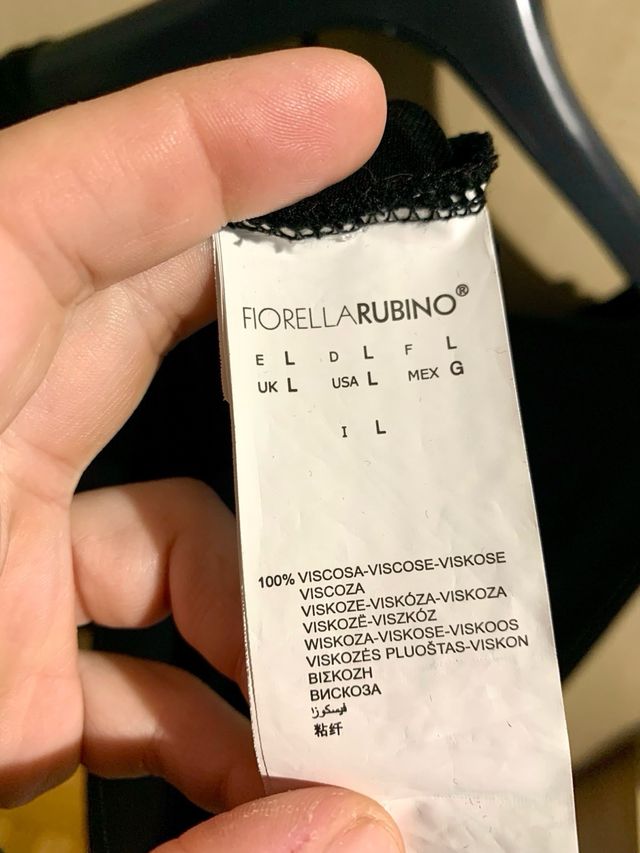 FIORELLARUBINO®
E L D L F L
UK L USA L MEX G
I L
100% VISCOSA-VISCOSE-VISKOSE
VISCOZA
VISKOZE-VISKÓZA-VISKOZA
VISKOZË-VISZKÓZ
WISKOZA-VISKOSE-VISKOOS
VISKOZÉS PLUOŠTAS-VISKON
ΒΙΣΚΟΖΗ
ВИСКОЗА
فيسكوزا
粘纤